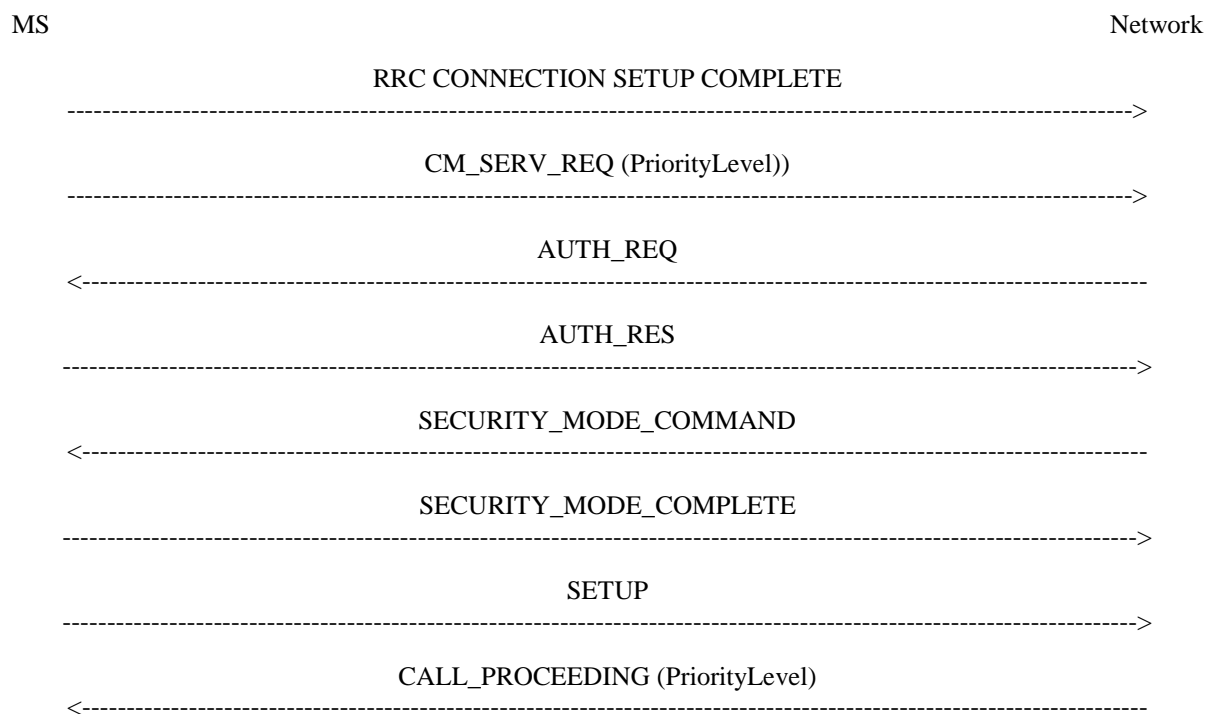 MS Network
RRC CONNECTION SETUP COMPLETE
CM_SERV_REQ (PriorityLevel))
AUTH_REQ
AUTH_RES
SECURITY_MODE_COMMAND
SECURITY_MODE_COMPLETE
SETUP
CALL_PROCEEDING (PriorityLevel)